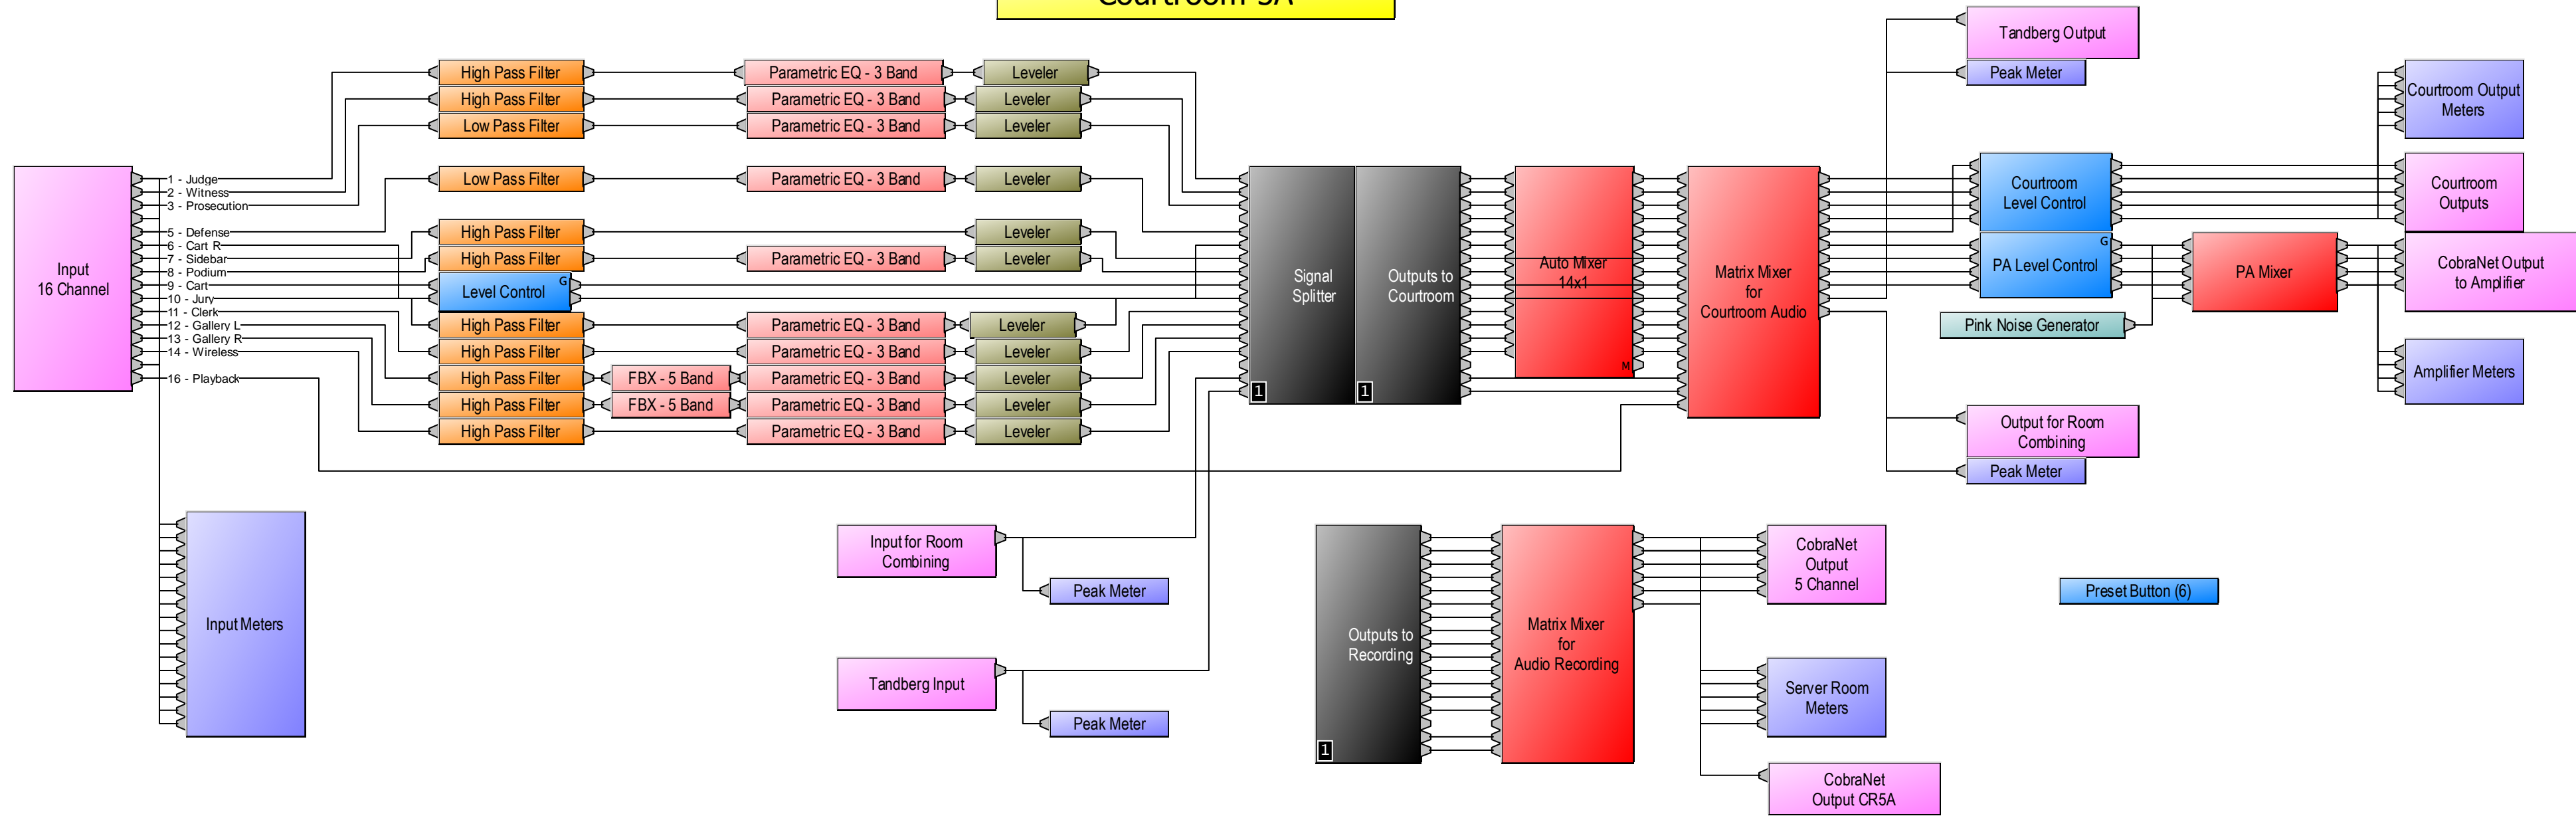 Courtroom 5A
Tandberg Output
Peak Meter
High Pass Filter
Parametric EQ - 3 Band
Leveler
High Pass Filter
Parametric EQ - 3 Band
Leveler
Low Pass Filter
Parametric EQ - 3 Band
Leveler
Low Pass Filter
Parametric EQ - 3 Band
Leveler
High Pass Filter
Leveler
High Pass Filter
Parametric EQ - 3 Band
Leveler
Level Control
G
High Pass Filter
Parametric EQ - 3 Band
Leveler
High Pass Filter
Parametric EQ - 3 Band
Leveler
High Pass Filter
FBX - 5 Band
Parametric EQ - 3 Band
Leveler
High Pass Filter
FBX - 5 Band
Parametric EQ - 3 Band
Leveler
High Pass Filter
Parametric EQ - 3 Band
Leveler
Input
16 Channel
1 - Judge
2 - Witness
3 - Prosecution
5 - Defense
6 - Cart R
7 - Sidebar
8 - Podium
9 - Cart
10 - Jury
11 - Clerk
12 - Gallery L
13 - Gallery R
14 - Wireless
16 - Playback
Input Meters
Signal
Splitter
1
Outputs to
Courtroom
1
Auto Mixer
14x1
M
Matrix Mixer
for
Courtroom Audio
Courtroom Output
Meters
Courtroom
Level Control
Courtroom
Outputs
PA Level Control
G
PA Mixer
CobraNet Output
to Amplifier
Pink Noise Generator
Amplifier Meters
Output for Room
Combining
Peak Meter
Input for Room
Combining
Peak Meter
Tandberg Input
Peak Meter
Outputs to
Recording
1
Matrix Mixer
for
Audio Recording
CobraNet
Output
5 Channel
Preset Button (6)
Server Room
Meters
CobraNet
Output CR5A